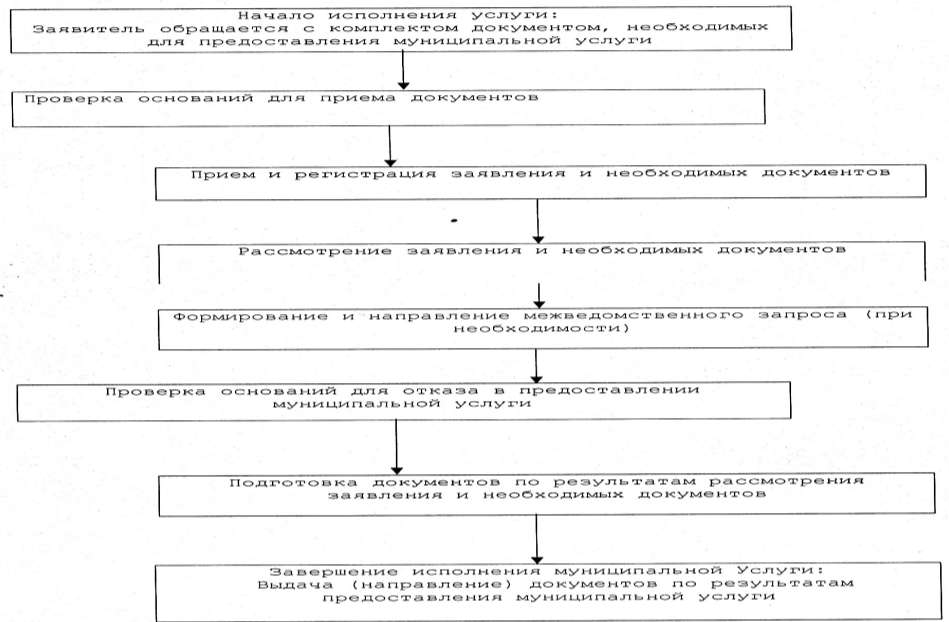 Начало исполнения услуги:
Заявитель обращается с комплектом документом, необходимых
для предоставления муниципальной услуги
Проверка оснований для приема документов
Прием и регистрация заявления и необходимых документов
Рассмотрение заявления и необходимых документов
Формирование и направление межведомственного запроса (при
необходимости)
Проверка оснований для отказа в предоставлении
муниципальной услуги
Подготовка документов по результатам рассмотрения
заявления и необходимых документов
Завершение исполнения муниципальной Услуги:
Выдача (направление) документов по результатам
предоставления муниципальной услуги